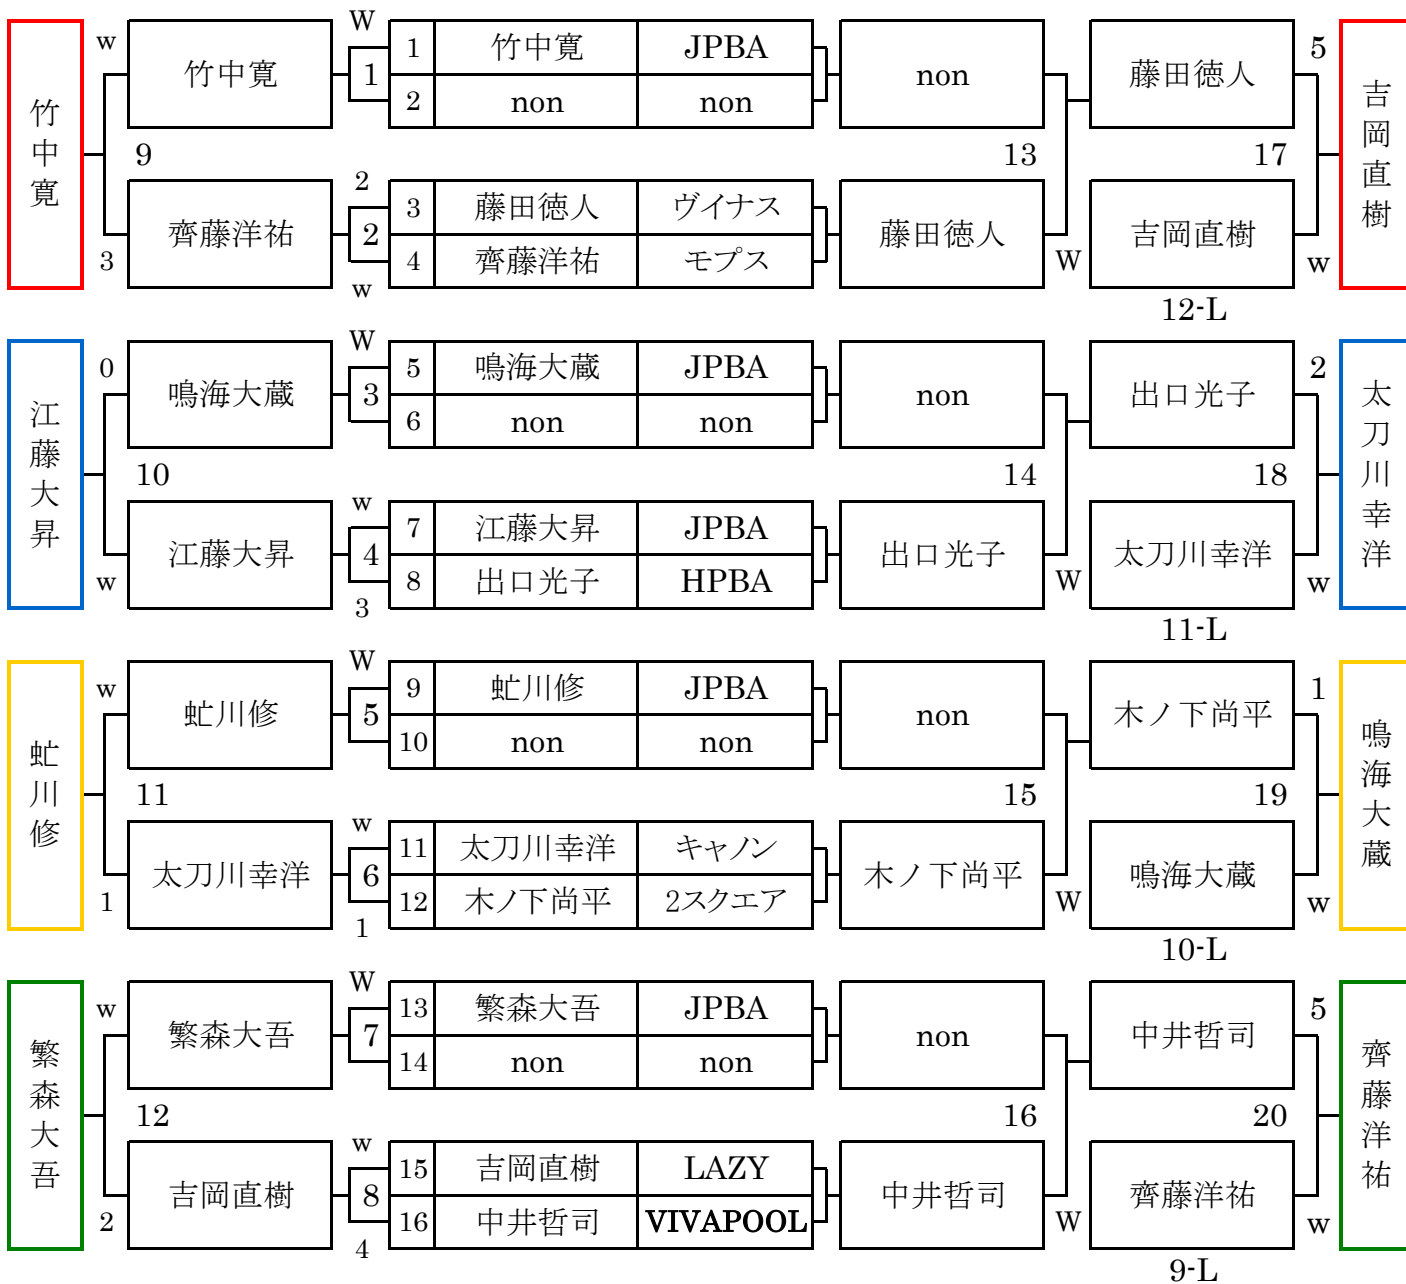 W
w 1 竹中寛 JPBA 5
竹中寛 1 non 藤田徳人
2 non non
竹中寛 吉岡直樹
9 13 17
2
3 藤田徳人 ヴイナス
齊藤洋祐 2 藤田徳人 吉岡直樹
3 4 齊藤洋祐 モプス W w
w
12-L
W
0 5 鳴海大蔵 JPBA 2
鳴海大蔵 3 non 出口光子
6 non non
江藤大昇 太刀川幸洋
10 14 18
w
7 江藤大昇 JPBA
江藤大昇 4 出口光子 太刀川幸洋
w 8 出口光子 HPBA W w
3
11-L
W
w 9 虻川修 JPBA 1
虻川修 5 non 木ノ下尚平
10 non non
虻川修 鳴海大蔵
11 15 19
w
11 太刀川幸洋 キャノン
太刀川幸洋 6 木ノ下尚平 鳴海大蔵
1 12 木ノ下尚平 2スクエア W w
1
10-L
W
w 13 繁森大吾 JPBA 5
繁森大吾 7 non 中井哲司
14 non non
繁森大吾 齊藤洋祐
12 16 20
w
15 吉岡直樹 LAZY
吉岡直樹 8 中井哲司 齊藤洋祐
2 16 中井哲司 VIVAPOOL W w
4
9-L